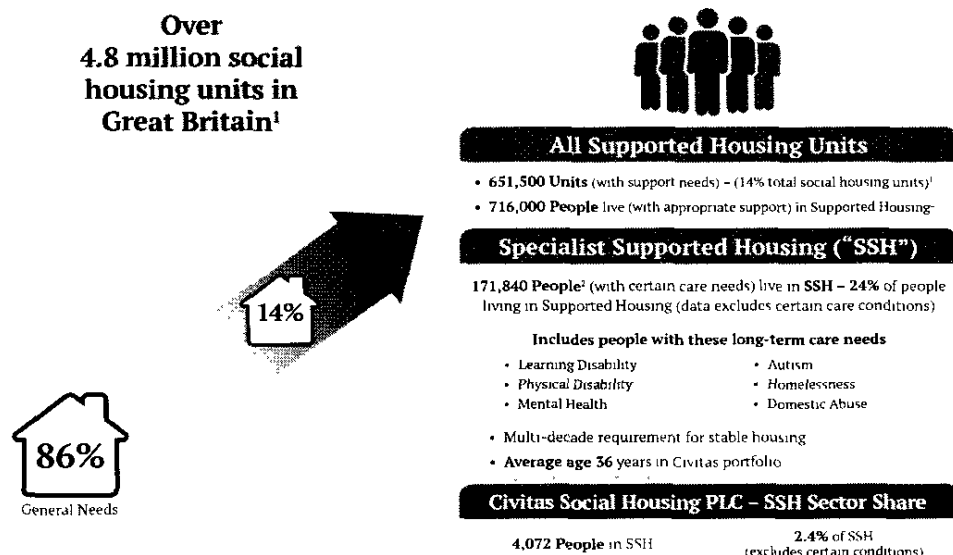 Over
4.8 million social
housing units in
Great Britain¹
14%
86%
General Needs
All Supported Housing Units
• 651,500 Units (with support needs) – (14% total social housing units)¹
• 716,000 People live (with appropriate support) in Supported Housing
Specialist Supported Housing (“SSH”)
171,840 People² (with certain care needs) live in SSH – 24% of people
living in Supported Housing (data excludes certain care conditions)
Includes people with these long-term care needs
• Learning Disability
• Physical Disability
• Mental Health
• Autism
• Homelessness
• Domestic Abuse
• Multi-decade requirement for stable housing
• Average age 36 years in Civitas portfolio
Civitas Social Housing PLC – SSH Sector Share
4,072 People in SSH
2.4% of SSH
(excludes certain conditions)